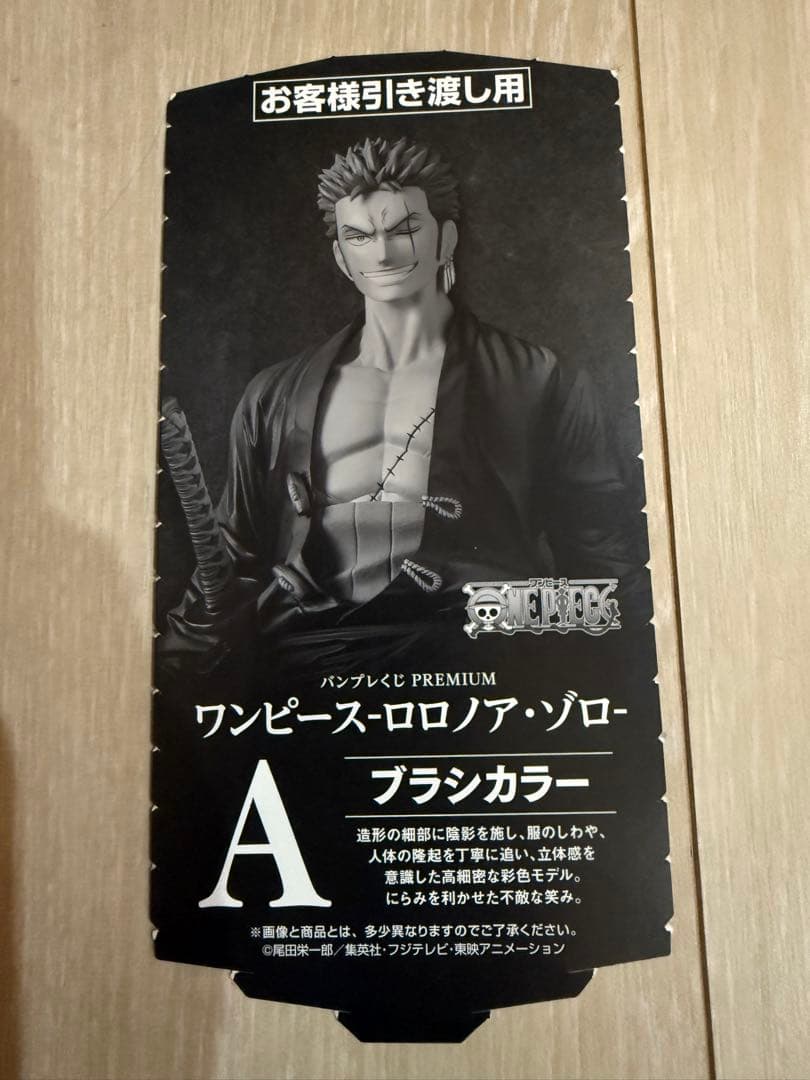 お客様引き渡し用
ワンピース
ONE PIECE
バンプレくじ PREMIUM
ワンピース-ロロノア・ゾロ-
A
ブラシカラー
造形の細部に陰影を施し、服のしわや、
人体の隆起を丁寧に追い、立体感を
意識した高細密な彩色モデル。
にらみを利かせた不敵な笑み。
※画像と商品とは、多少異なりますのでご了承ください。
©尾田栄一郎/集英社・フジテレビ・東映アニメーション